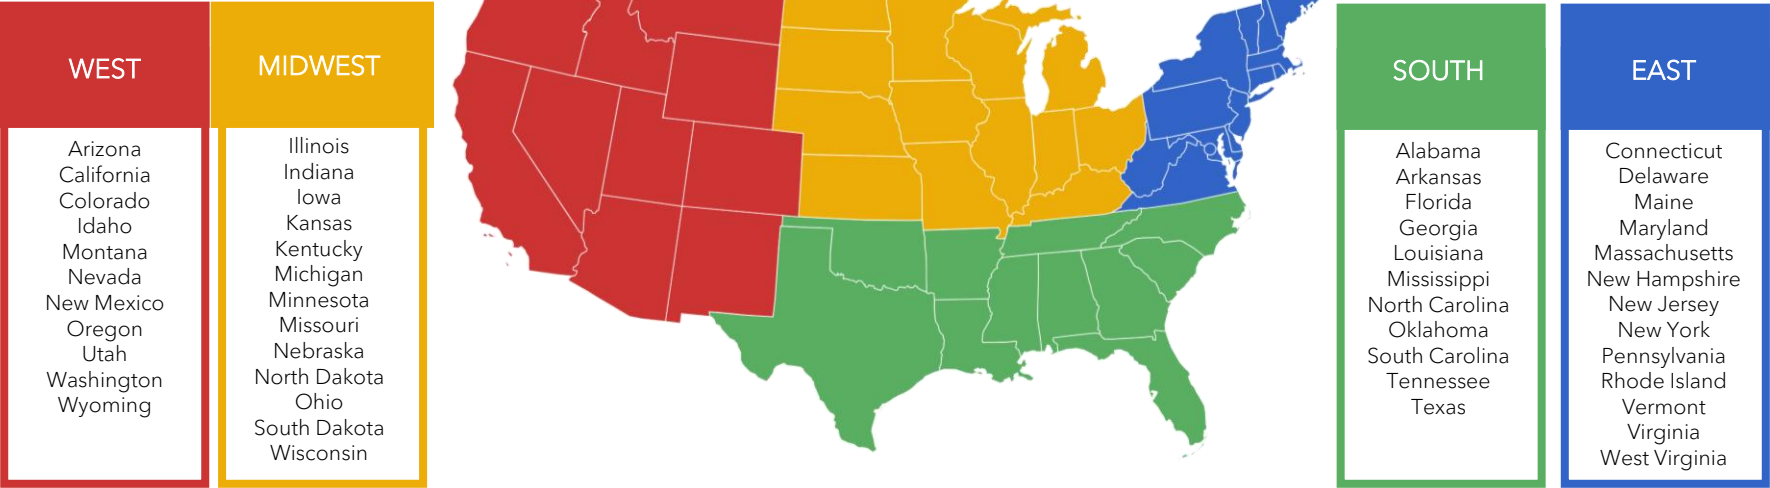 WEST
Arizona
California
Colorado
Idaho
Montana
Nevada
New Mexico
Oregon
Utah
Washington
Wyoming
MIDWEST
Illinois
Indiana
Iowa
Kansas
Kentucky
Michigan
Minnesota
Missouri
Nebraska
North Dakota
Ohio
South Dakota
Wisconsin
SOUTH
Alabama
Arkansas
Florida
Georgia
Louisiana
Mississippi
North Carolina
Oklahoma
South Carolina
Tennessee
Texas
EAST
Connecticut
Delaware
Maine
Maryland
Massachusetts
New Hampshire
New Jersey
New York
Pennsylvania
Rhode Island
Vermont
Virginia
West Virginia